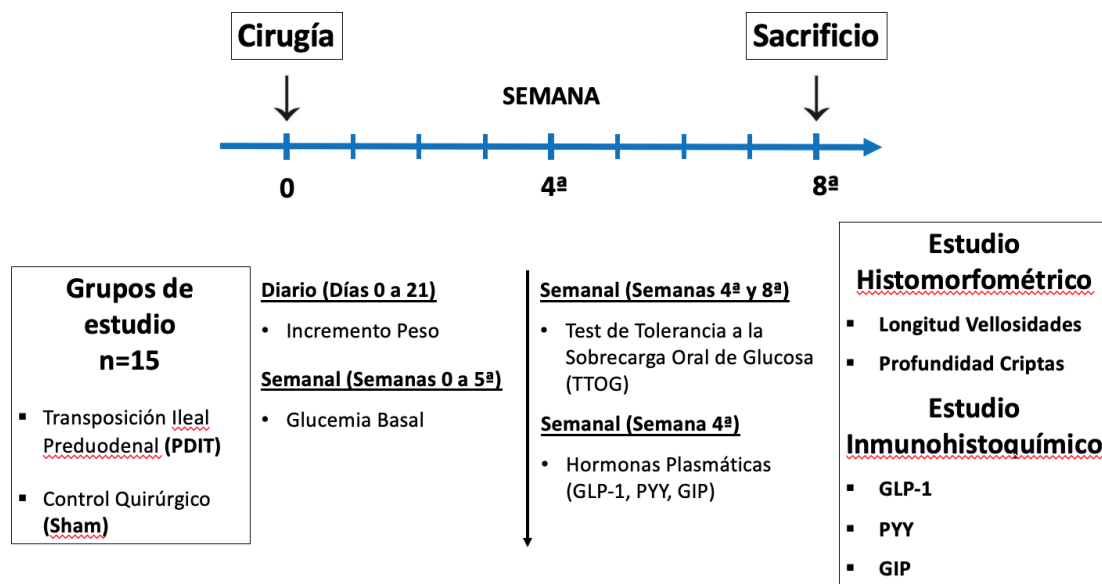 Cirugía
Sacrificio
SEMANA
0
4ª
8ª
Grupos de
estudio
n=15
▪ Transposición Ileal
Preduodenal (PDIT)
▪ Control Quirúrgico
(Sham)
Diario (Días 0 a 21)
• Incremento Peso
Semanal (Semanas 0 a 5ª)
• Glucemia Basal
Semanal (Semanas 4ª y 8ª)
• Test de Tolerancia a la
Sobrecarga Oral de Glucosa
(TTOG)
Semanal (Semana 4ª)
• Hormonas Plasmáticas
(GLP-1, PYY, GIP)
Estudio
Histomorfométrico
▪ Longitud Vellosidades
▪ Profundidad Criptas
Estudio
Inmunohistoquímico
▪ GLP-1
▪ PYY
▪ GIP